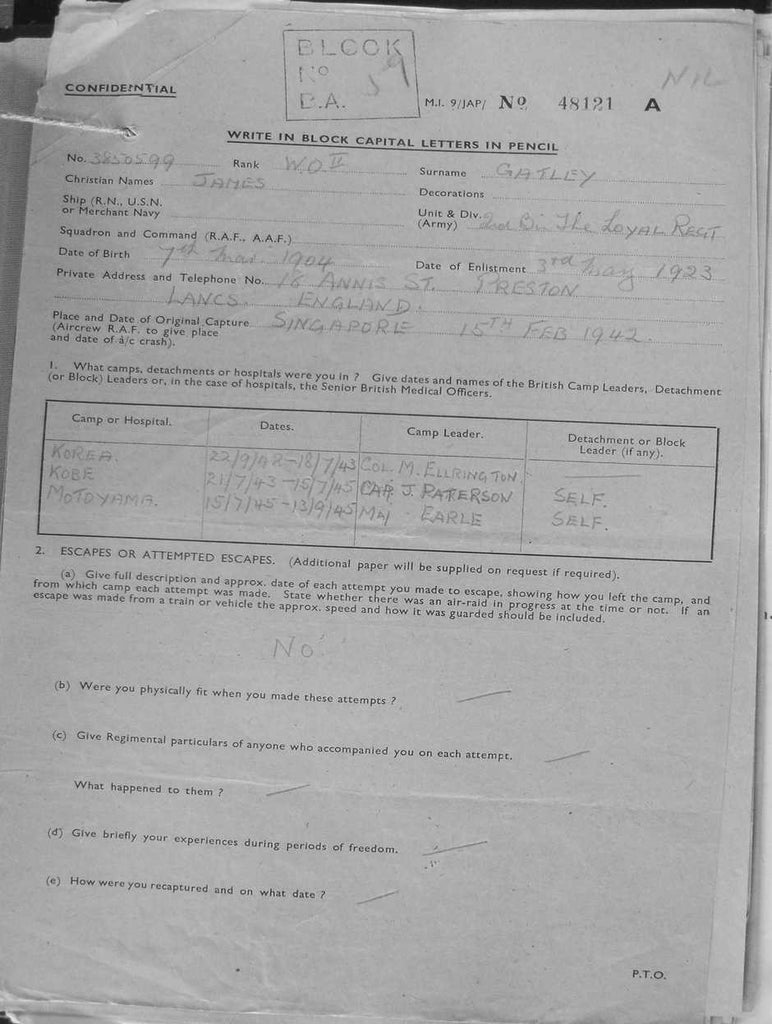 BLOCK
No
B.A. 59
CONFIDENTIAL
M.I. 9/JAP/ No 48121 A
NIL
WRITE IN BLOCK CAPITAL LETTERS IN PENCIL
No. 3850599 Rank W.O II Surname GATLEY
Christian Names JAMES Decorations
Ship (R.N., U.S.N. or Merchant Navy
Unit & Div. (Army) 2nd Bn The LOYAL REGT
Squadron and Command (R.A.F., A.A.F.)
Date of Birth 7th Mar. 1904 Date of Enlistment 3rd May 1923
Private Address and Telephone No. 18 ANNIS ST. PRESTON
LANCS. ENGLAND.
Place and Date of Original Capture SINGAPORE 15TH FEB 1942.
(Aircrew R.A.F. to give place
and date of a/c crash).
1. What camps, detachments or hospitals were you in ? Give dates and names of the British Camp Leaders, Detachment
(or Block) Leaders or, in the case of hospitals, the Senior British Medical Officers.
Camp or Hospital. Dates. Camp Leader. Detachment or Block
Leader (if any).
KOREA. 22/9/42-18/7/43 COL. M. ELLRINGTON
KOBE 21/7/43-15/7/45 CAP. J. PATERSON SELF.
MOTOYAMA. 15/7/45-13/9/45 MAJ EARLE SELF.
2. ESCAPES OR ATTEMPTED ESCAPES. (Additional paper will be supplied on request if required).
(a) Give full description and approx. date of each attempt you made to escape, showing how you left the camp, and
from which camp each attempt was made. State whether there was an air-raid in progress at the time or not. If an
escape was made from a train or vehicle the approx. speed and how it was guarded should be included.
No
(b) Were you physically fit when you made these attempts ?
(c) Give Regimental particulars of anyone who accompanied you on each attempt.
What happened to them ?
(d) Give briefly your experiences during periods of freedom.
(e) How were you recaptured and on what date ?
P.T.O.